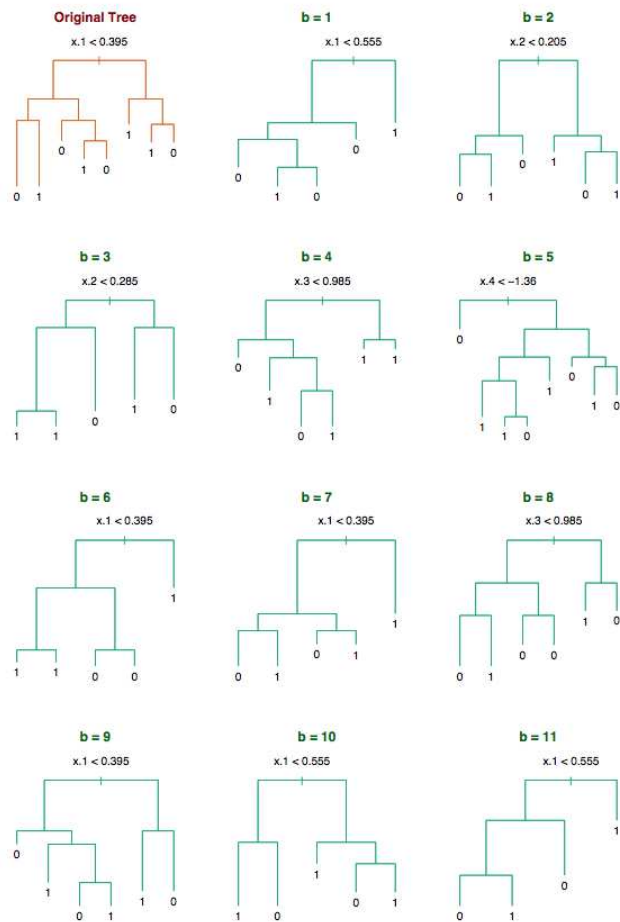 Original Tree
x.1 < 0.395
1
0 1 0
1 0
0 1
b = 1
x.1 < 0.555
1
0
0
1 0
b = 2
x.2 < 0.205
0 1
0 1 0 1
b = 3
x.2 < 0.285
1 0
0
1 1
b = 4
x.3 < 0.985
1 1
0
1
0 1
b = 5
x.4 < −1.36
0
0
1
1 0
1 1 0
b = 6
x.1 < 0.395
1
1 1 0 0
b = 7
x.1 < 0.395
1
0 1
0 1
b = 8
x.3 < 0.985
1 0
0 0
0 1
b = 9
x.1 < 0.395
0
1
1 0
0 1
b = 10
x.1 < 0.555
1
1 0 0 1
b = 11
x.1 < 0.555
1
0
0 1